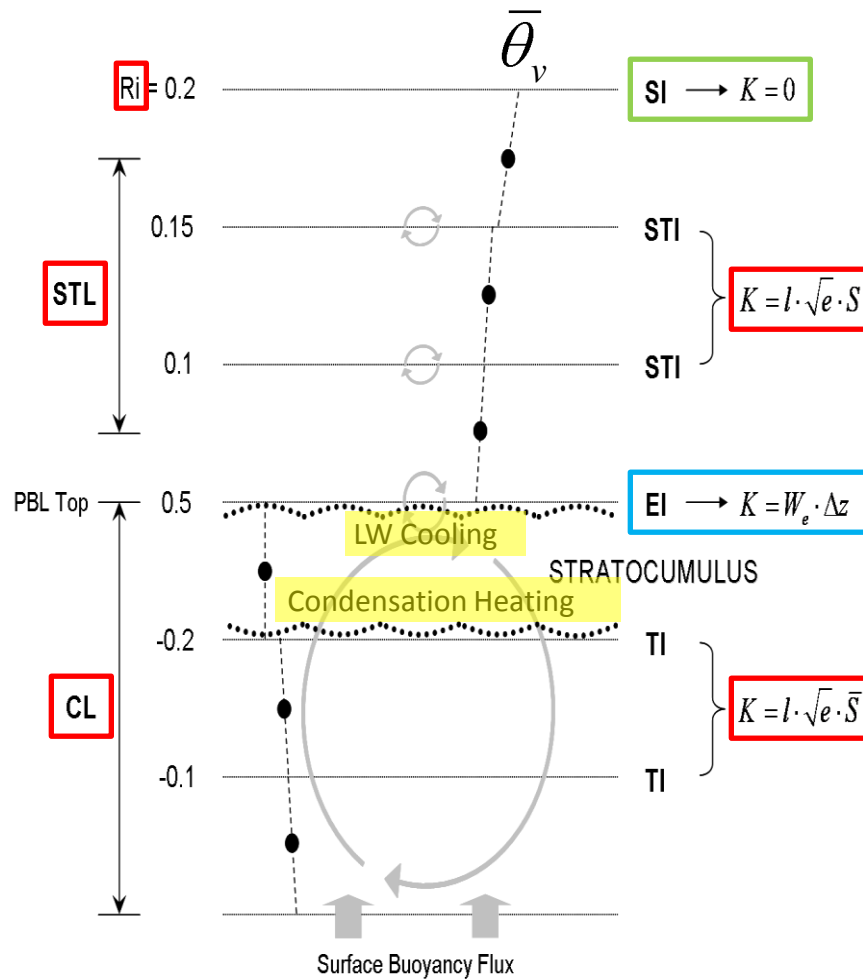 θ̅ᵥ
Ri = 0.2
SI → K = 0
0.15
STI
STL
K = l · √e · S
0.1
STI
PBL Top
0.5
EI → K = Wₑ · Δz
LW Cooling
STRATOCUMULUS
Condensation Heating
-0.2
TI
CL
K = l · √e · S̅
-0.1
TI
Surface Buoyancy Flux